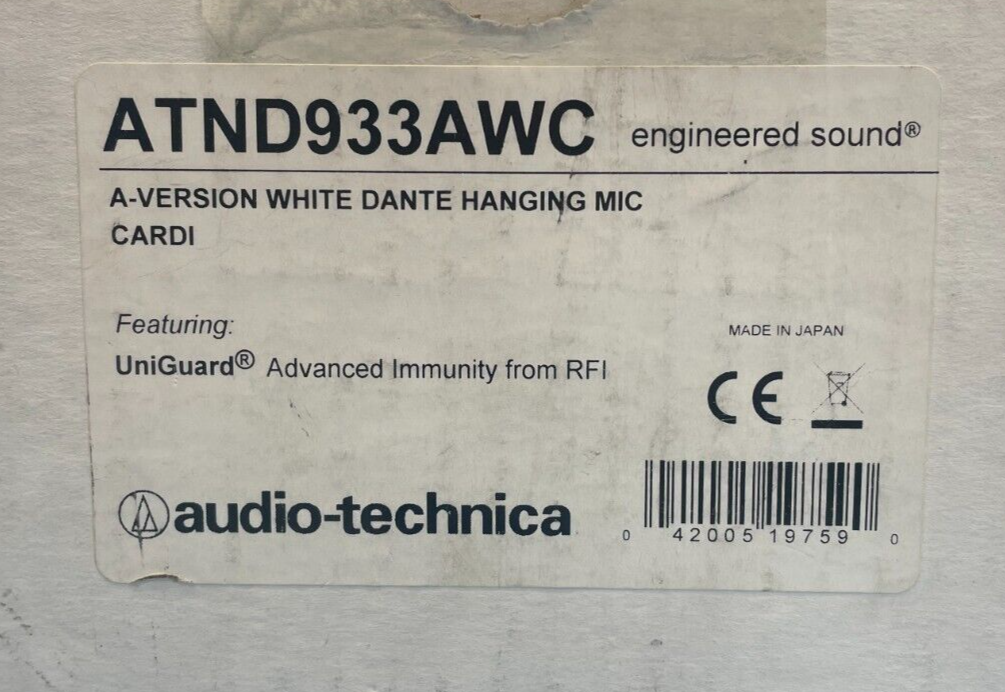 ATND933AWC engineered sound®
A-VERSION WHITE DANTE HANGING MIC
CARDI
Featuring:
UniGuard® Advanced Immunity from RFI
MADE IN JAPAN
CE
audio-technica
0 42005 19759 0